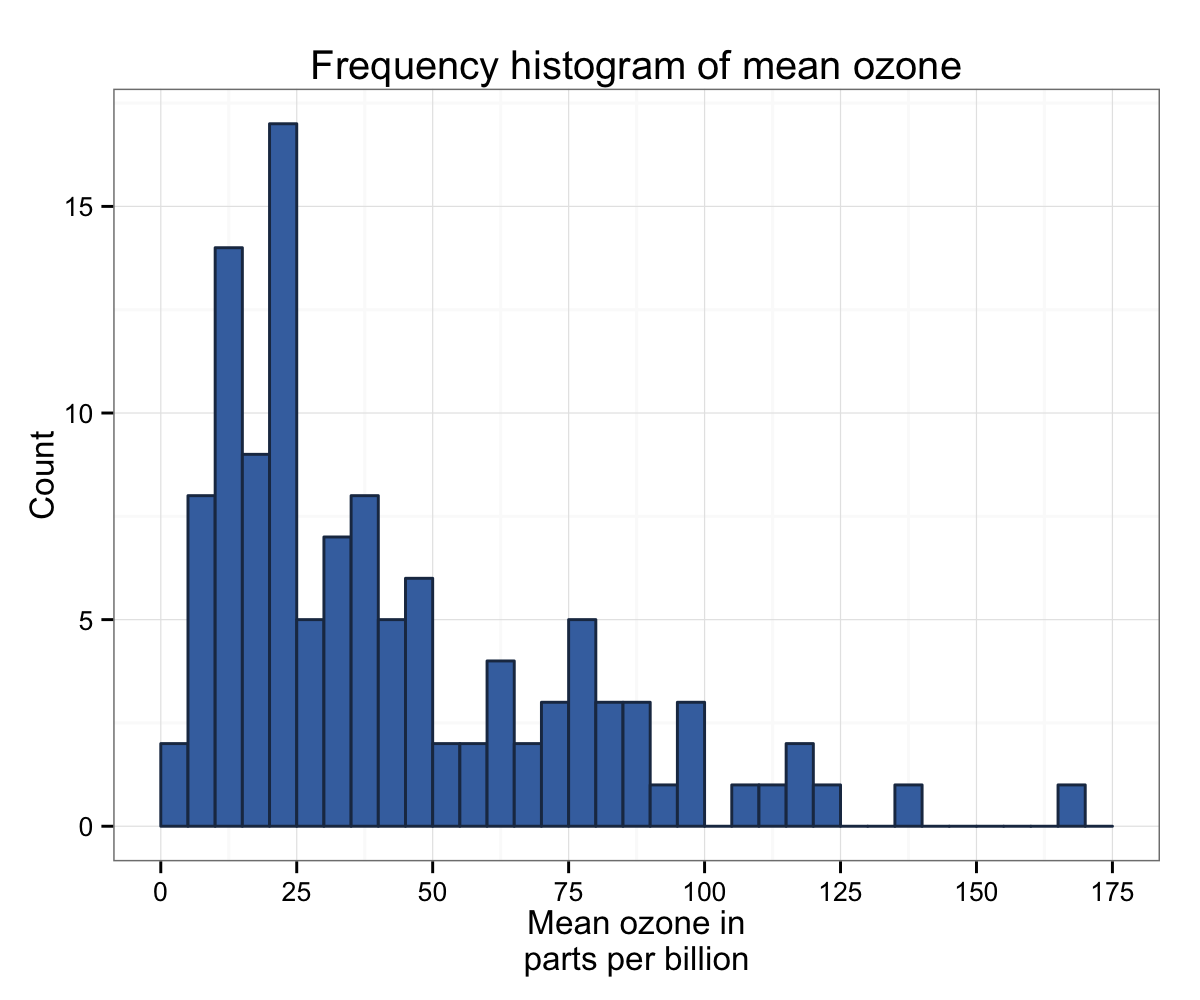 Frequency histogram of mean ozone
Count
15
10
5
0
0 25 50 75 100 125 150 175
Mean ozone in
parts per billion